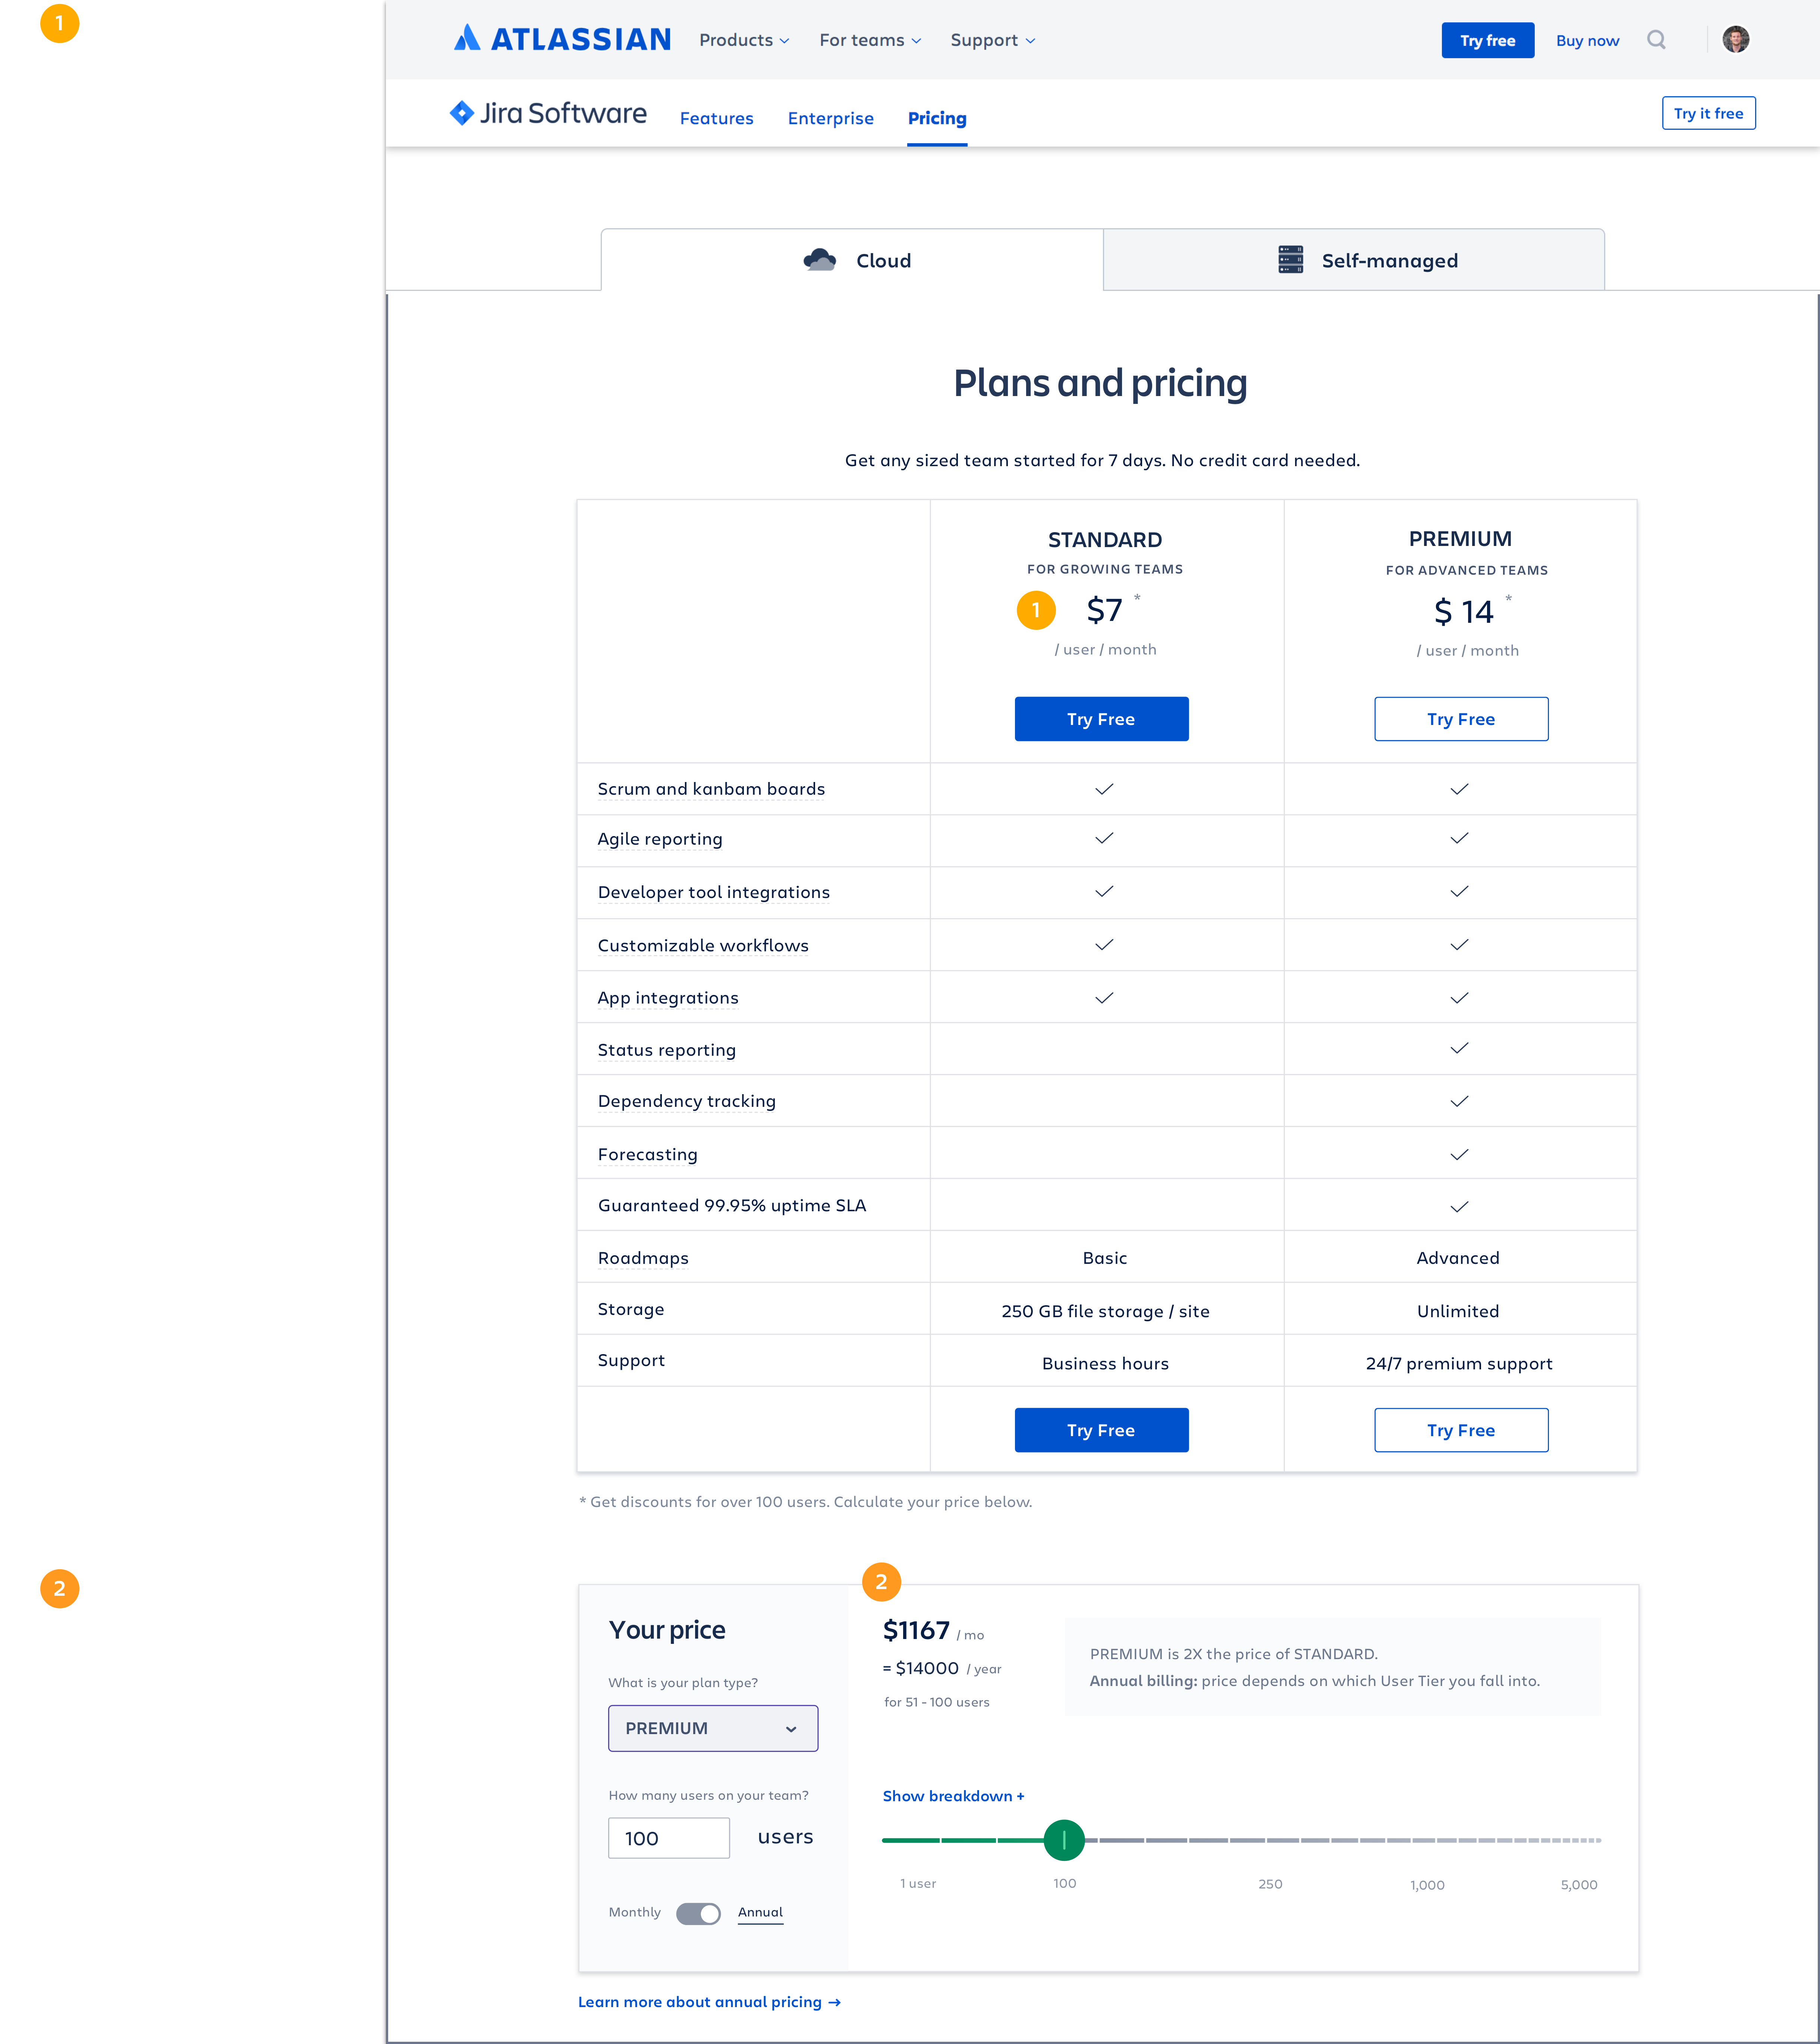 1
ATLASSIAN Products For teams Support Try free Buy now
Jira Software Features Enterprise Pricing Try it free
Cloud Self-managed
Plans and pricing
Get any sized team started for 7 days. No credit card needed.
STANDARD PREMIUM
FOR GROWING TEAMS FOR ADVANCED TEAMS
1 $7 * $ 14 *
/ user / month / user / month
Try Free Try Free
Scrum and kanbam boards
Agile reporting
Developer tool integrations
Customizable workflows
App integrations
Status reporting
Dependency tracking
Forecasting
Guaranteed 99.95% uptime SLA
Roadmaps Basic Advanced
Storage 250 GB file storage / site Unlimited
Support Business hours 24/7 premium support
Try Free Try Free
* Get discounts for over 100 users. Calculate your price below.
2
2
Your price
What is your plan type?
PREMIUM
How many users on your team?
100 users
Monthly Annual
$1167 / mo
= $14000 / year
for 51 - 100 users
PREMIUM is 2X the price of STANDARD.
Annual billing: price depends on which User Tier you fall into.
Show breakdown +
1 user 100 250 1,000 5,000
Learn more about annual pricing →